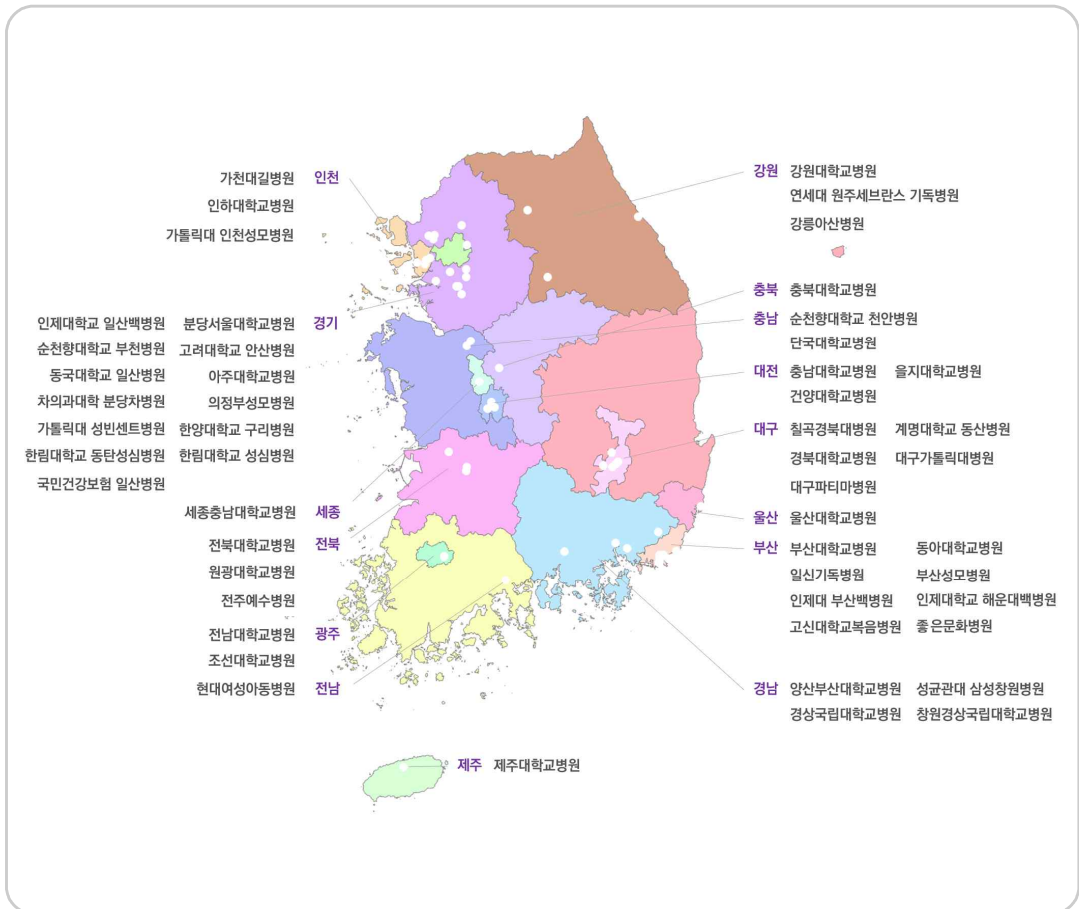 가천대길병원 인천
인하대학교병원
가톨릭대 인천성모병원
인제대학교 일산백병원 분당서울대학교병원 경기
순천향대학교 부천병원 고려대학교 안산병원
동국대학교 일산병원 아주대학교병원
차의과대학 분당차병원 의정부성모병원
가톨릭대 성빈센트병원 한양대학교 구리병원
한림대학교 동탄성심병원 한림대학교 성심병원
국민건강보험 일산병원
세종충남대학교병원 세종
전북대학교병원 전북
원광대학교병원
전주예수병원
전남대학교병원 광주
조선대학교병원
현대여성아동병원 전남
제주 제주대학교병원
강원 강원대학교병원
연세대 원주세브란스 기독병원
강릉아산병원
충북 충북대학교병원
충남 순천향대학교 천안병원
단국대학교병원
대전 충남대학교병원 을지대학교병원
건양대학교병원
대구 칠곡경북대병원 계명대학교 동산병원
경북대학교병원 대구가톨릭대병원
대구파티마병원
울산 울산대학교병원
부산 부산대학교병원 동아대학교병원
일신기독병원 부산성모병원
인제대 부산백병원 인제대학교 해운대백병원
고신대학교복음병원 좋은문화병원
경남 양산부산대학교병원 성균관대 삼성창원병원
경상국립대학교병원 창원경상국립대학교병원